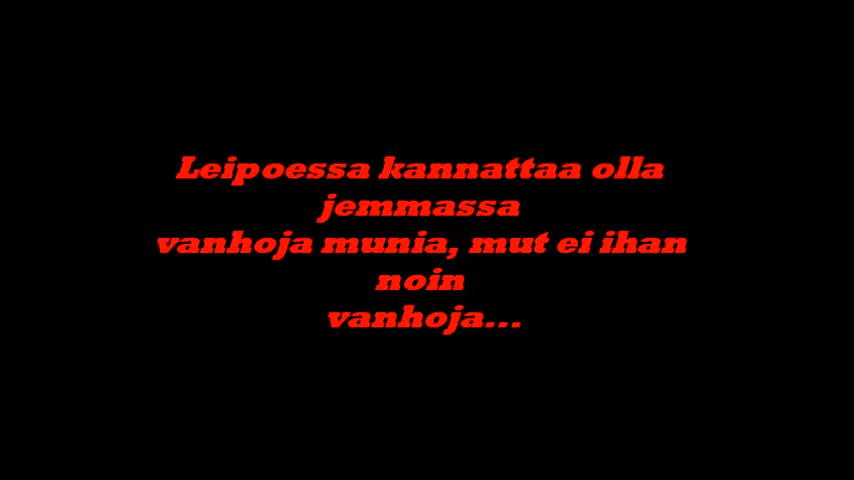 Leipoessa kannattaa olla
jemmassa
vanhoja munia, mut ei ihan
noin
vanhoja...